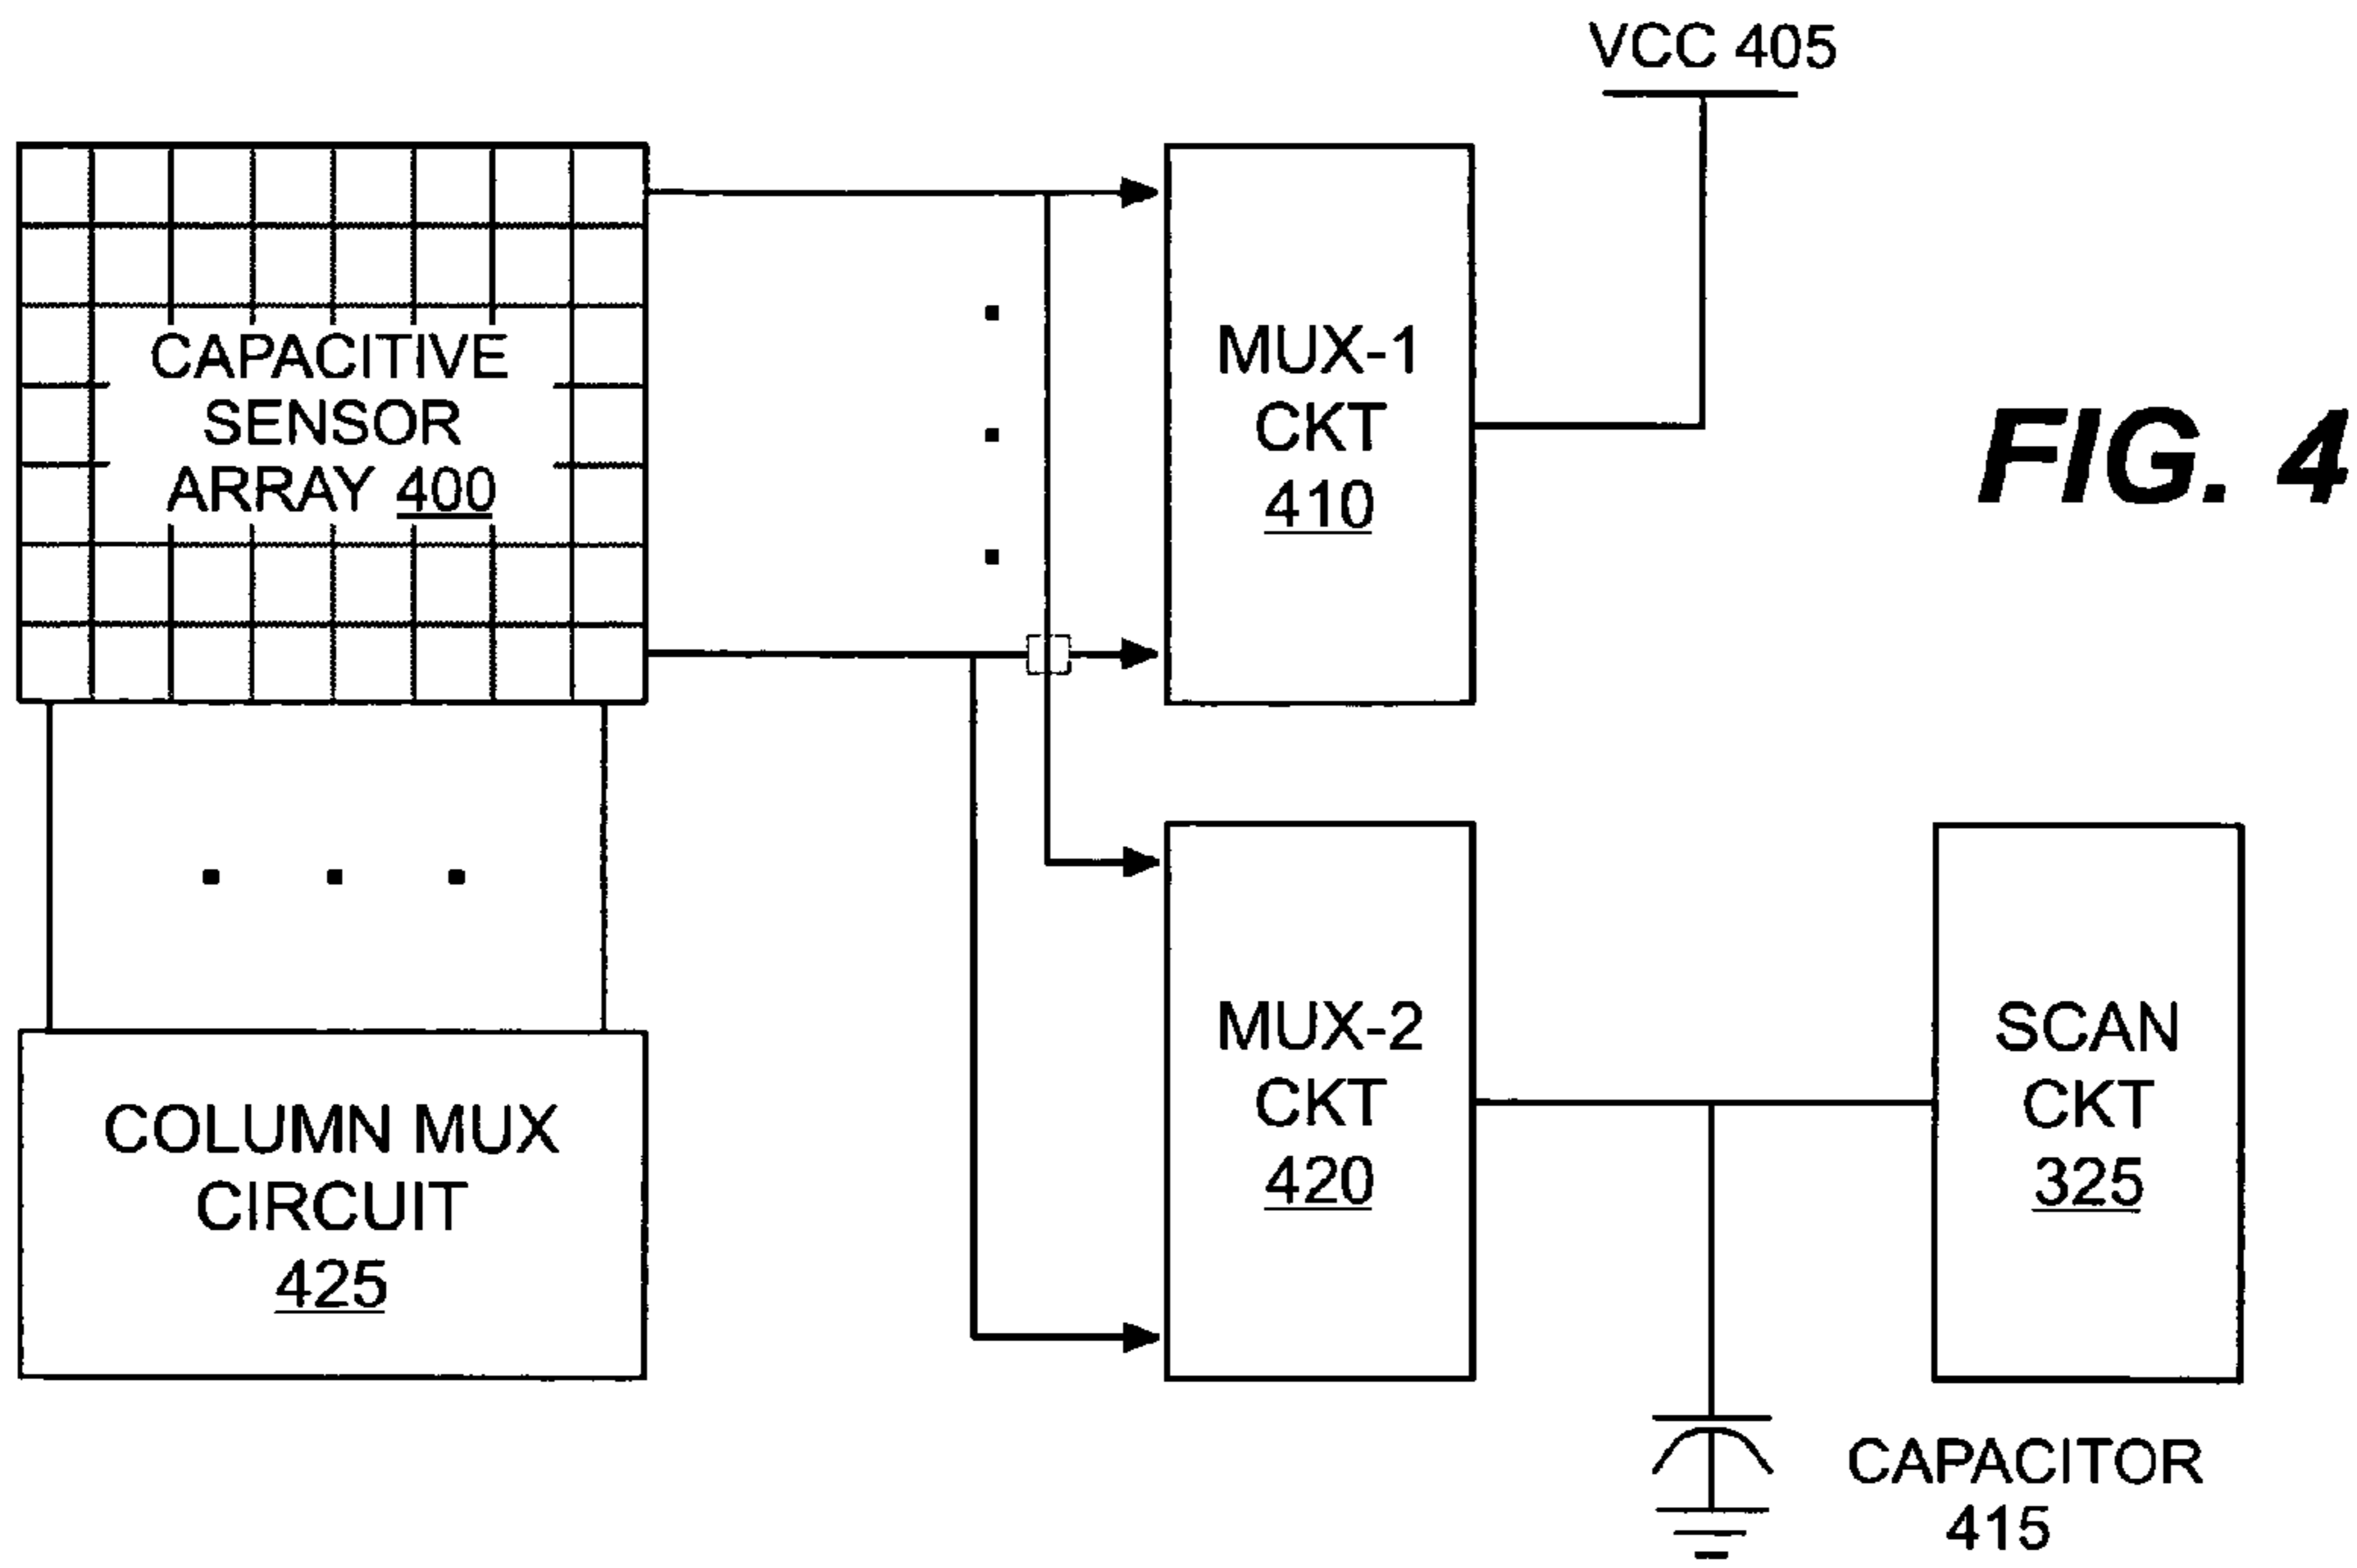 VCC 405
CAPACITIVE
SENSOR
ARRAY 400
MUX-1
CKT
410
FIG. 4
COLUMN MUX
CIRCUIT
425
MUX-2
CKT
420
SCAN
CKT
325
CAPACITOR
415